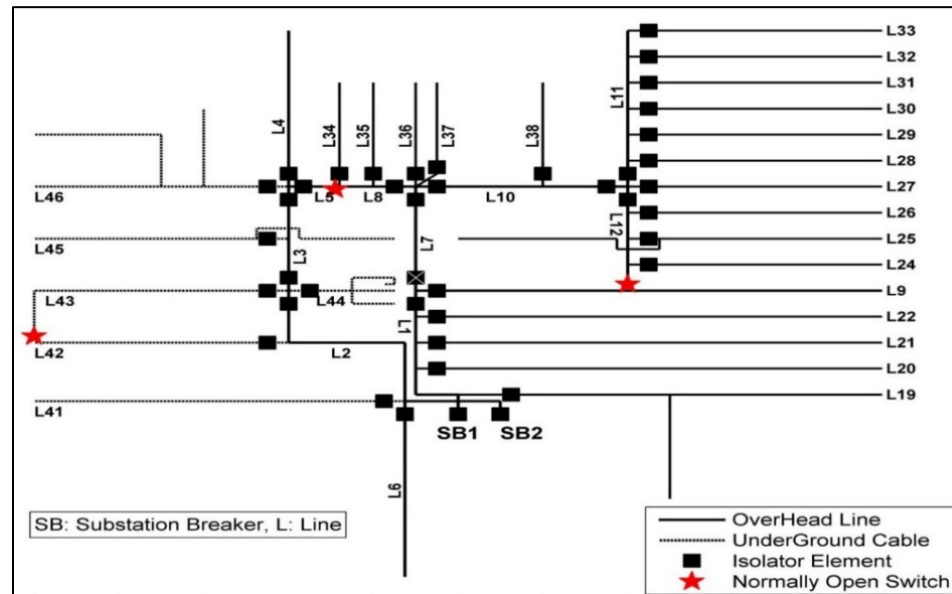 L33
L32
L31
L30
L29
L28
L27
L26
L25
L24
L9
L22
L21
L20
L19
L4
L34
L35
L36
L37
L38
L11
L46
L5
L8
L10
L12
L45
L3
L7
L43
L44
L1
L42
L2
L41
SB1
SB2
L6
SB: Substation Breaker, L: Line
OverHead Line
UnderGround Cable
Isolator Element
Normally Open Switch